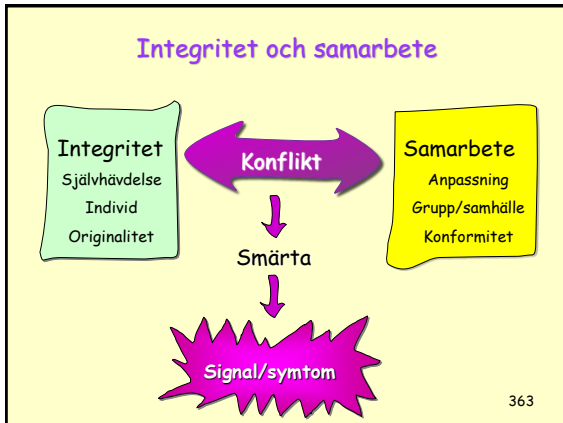 Integritet och samarbete
Integritet
Självhävdelse
Individ
Originalitet
Konflikt
Samarbete
Anpassning
Grupp/samhälle
Konformitet
Smärta
Signal/symtom
363